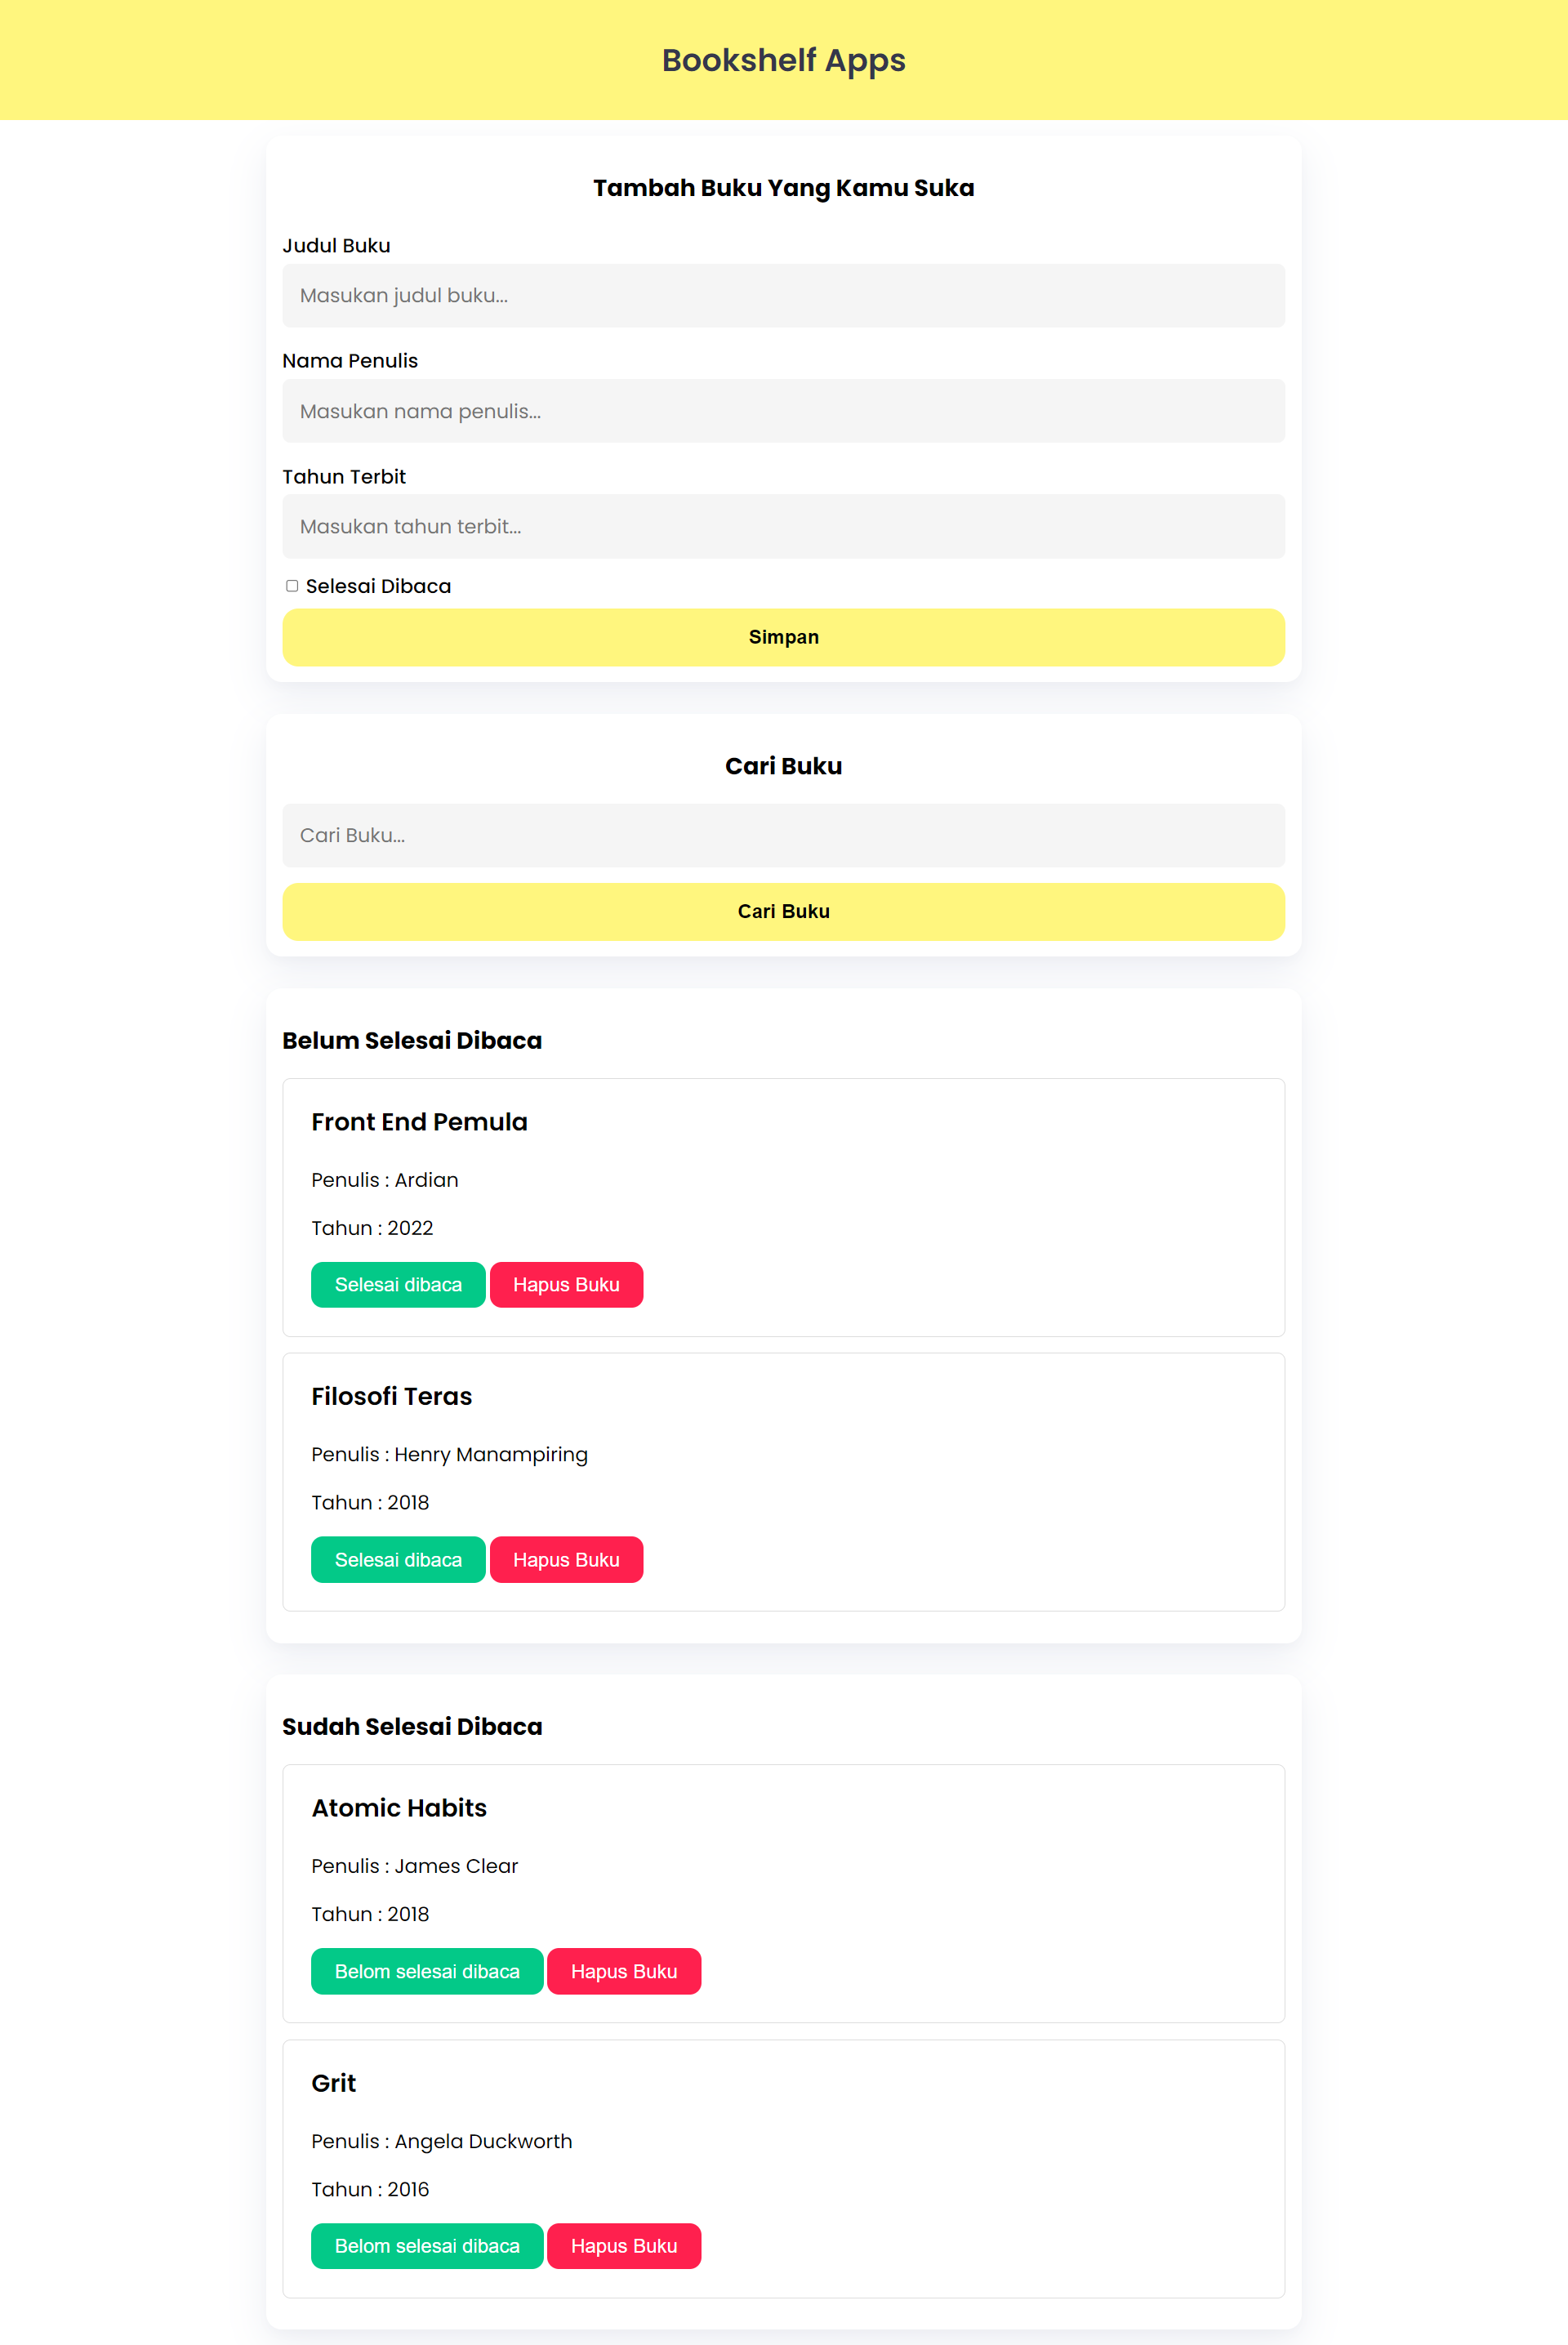 Bookshelf Apps
Tambah Buku Yang Kamu Suka
Judul Buku
Masukan judul buku...
Nama Penulis
Masukan nama penulis...
Tahun Terbit
Masukan tahun terbit...
Selesai Dibaca
Simpan
Cari Buku
Cari Buku...
Cari Buku
Belum Selesai Dibaca
Front End Pemula
Penulis : Ardian
Tahun : 2022
Selesai dibaca Hapus Buku
Filosofi Teras
Penulis : Henry Manampiring
Tahun : 2018
Selesai dibaca Hapus Buku
Sudah Selesai Dibaca
Atomic Habits
Penulis : James Clear
Tahun : 2018
Belom selesai dibaca Hapus Buku
Grit
Penulis : Angela Duckworth
Tahun : 2016
Belom selesai dibaca Hapus Buku